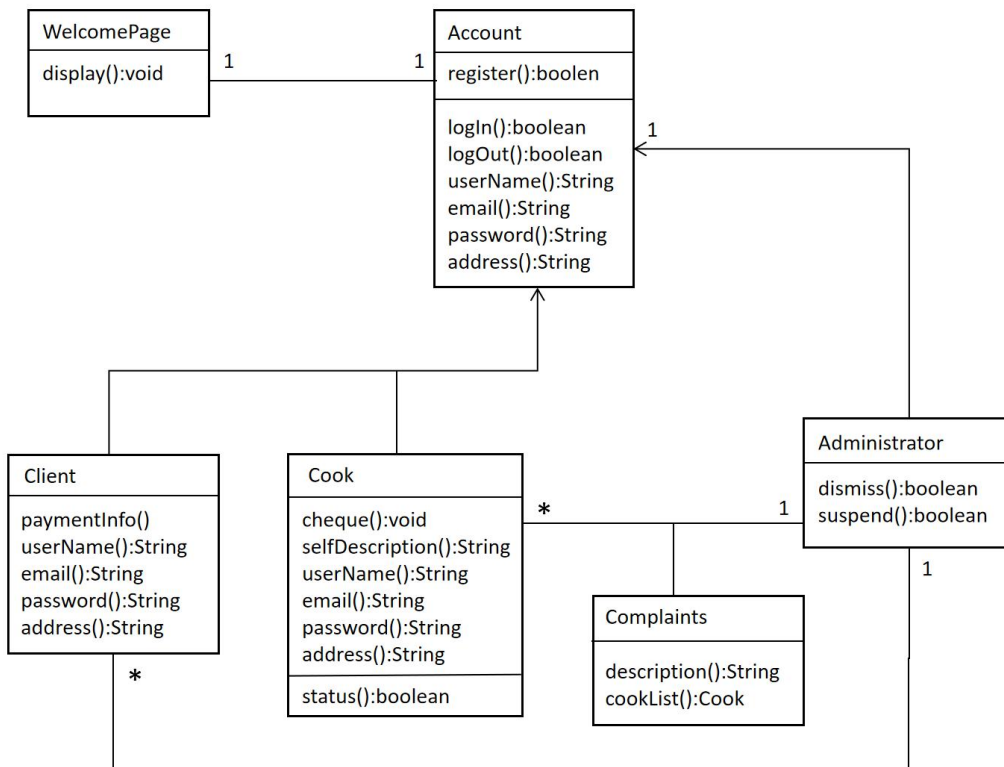 WelcomePage
display():void
1
1
Account
register():boolen
logIn():boolean
logOut():boolean
userName():String
email():String
password():String
address():String
1
Client
paymentInfo()
userName():String
email():String
password():String
address():String
*
Cook
cheque():void
selfDescription():String
userName():String
email():String
password():String
address():String
status():boolean
*
1
Administrator
dismiss():boolean
suspend():boolean
1
Complaints
description():String
cookList():Cook